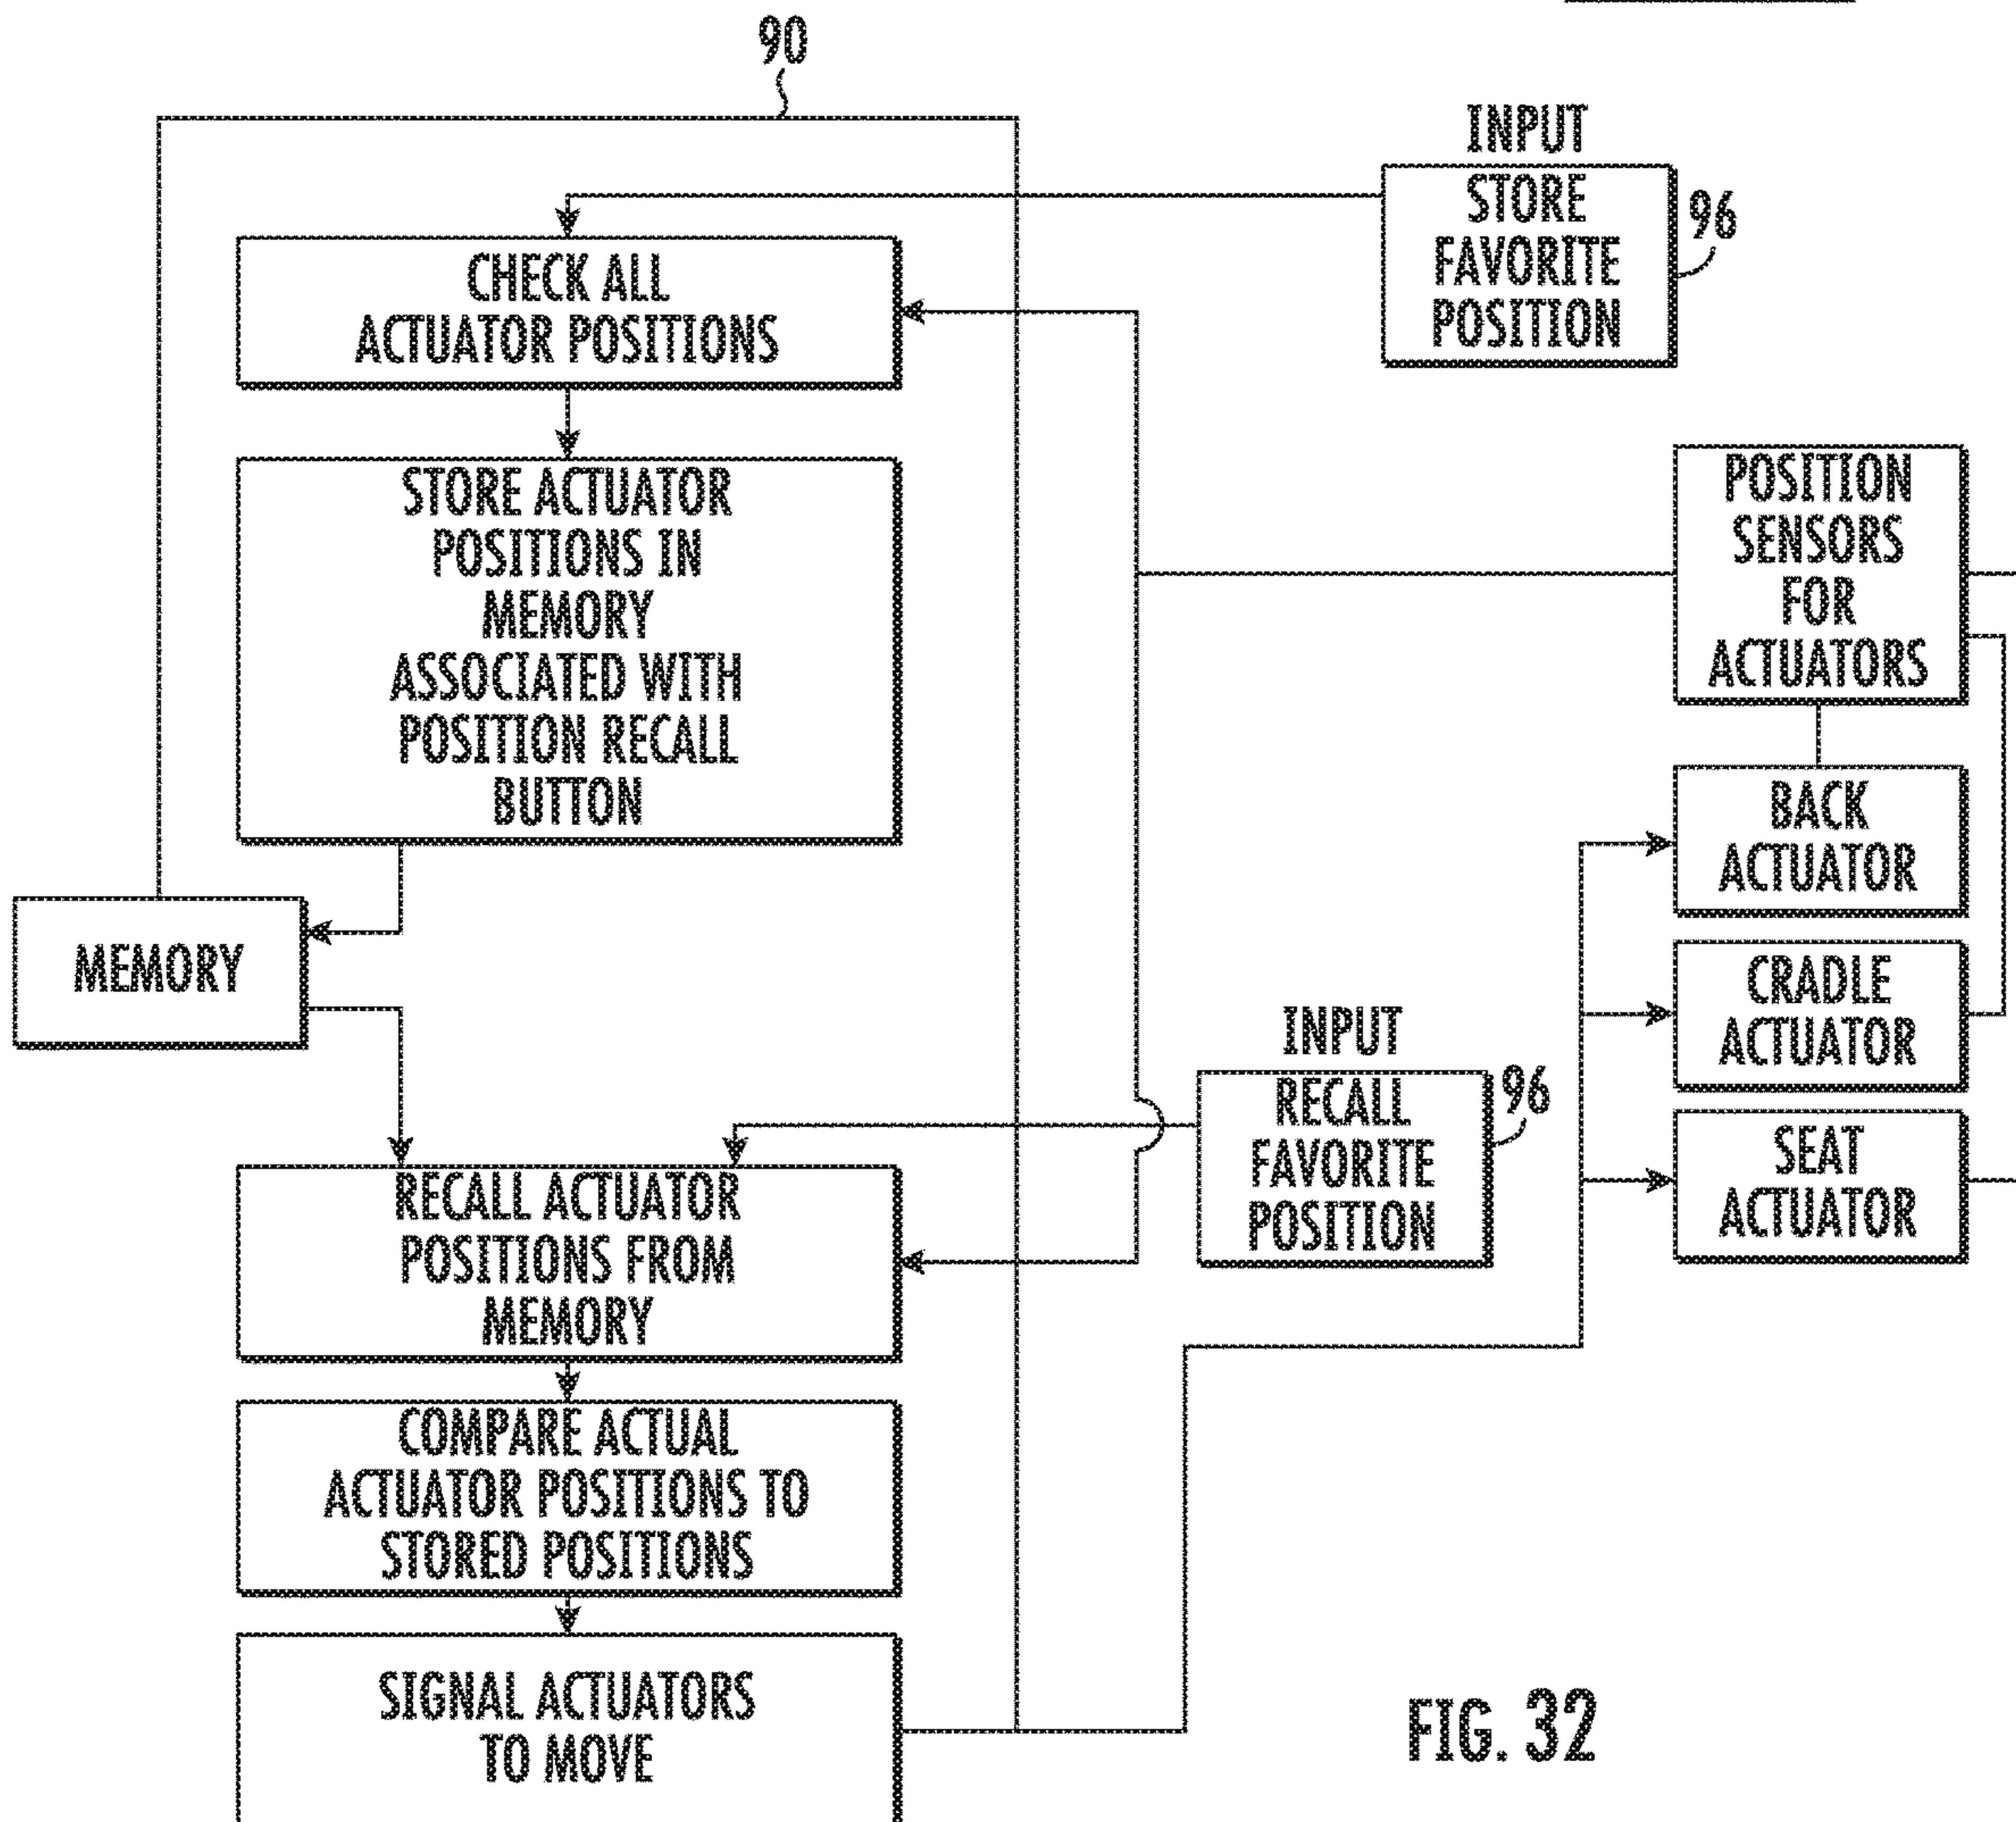 90
INPUT
STORE
FAVORITE
POSITION
96
CHECK ALL
ACTUATOR POSITIONS
STORE ACTUATOR
POSITIONS IN
MEMORY
ASSOCIATED WITH
POSITION RECALL
BUTTON
POSITION
SENSORS
FOR
ACTUATORS
BACK
ACTUATOR
MEMORY
CRADLE
ACTUATOR
INPUT
RECALL
FAVORITE
POSITION
96
SEAT
ACTUATOR
RECALL ACTUATOR
POSITIONS FROM
MEMORY
COMPARE ACTUAL
ACTUATOR POSITIONS TO
STORED POSITIONS
SIGNAL ACTUATORS
TO MOVE
FIG. 32